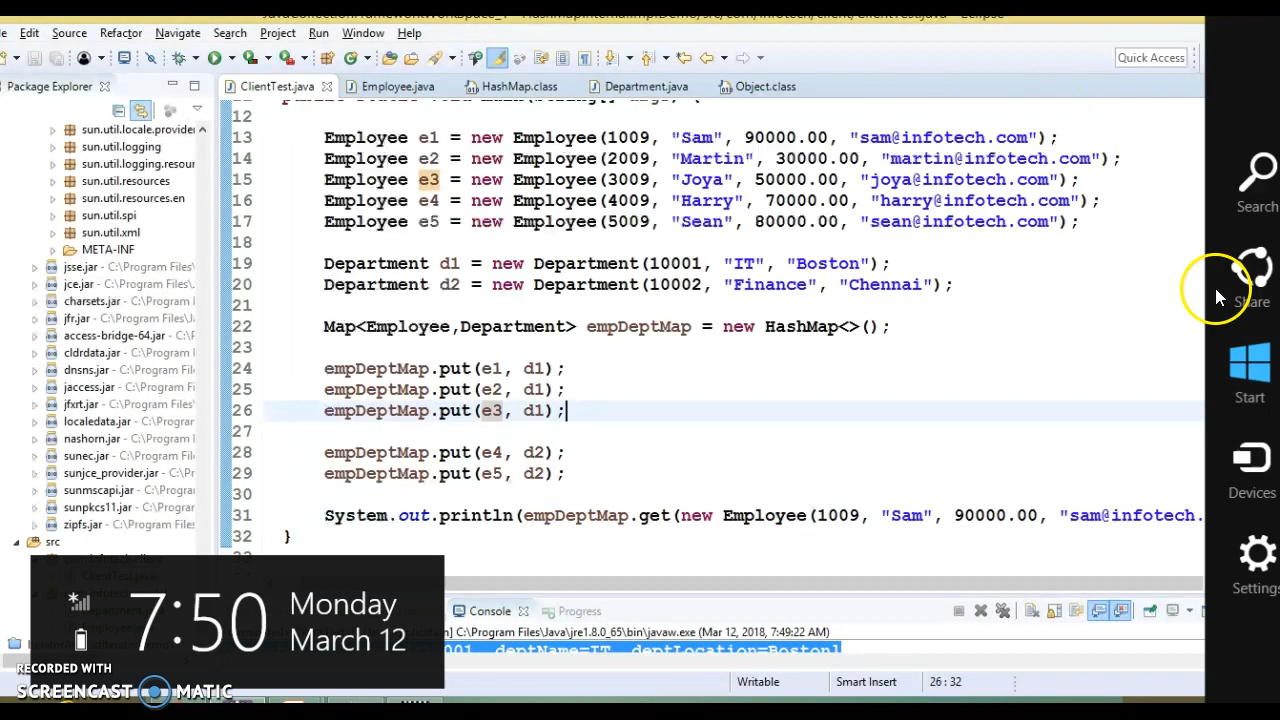 Edit Source Refactor Navigate Search Project Run Window Help
Quick Access
Package Explorer
ClientTest.java Employee.java HashMap.class Department.java Object.class
sun.util.locale.provider
sun.util.logging
sun.util.logging.resour
sun.util.resources
sun.util.resources.en
sun.util.spi
sun.util.xml
META-INF
jsse.jar - C:\Program Files\
jce.jar - C:\Program Files\
charsets.jar - C:\Program
jfr.jar - C:\Program Files\
access-bridge-64.jar - C:\
cldrdata.jar - C:\Program
dnsns.jar - C:\Program Fil
jaccess.jar - C:\Program F
jfxrt.jar - C:\Program Files
localedata.jar - C:\Progra
nashorn.jar - C:\Program
sunec.jar - C:\Program Fil
sunjce_provider.jar - C:\P
sunmscapi.jar - C:\Progra
sunpkcs11.jar - C:\Progra
zipfs.jar - C:\Program File
src
12
13 Employee e1 = new Employee(1009, "Sam", 90000.00, "sam@infotech.com");
14 Employee e2 = new Employee(2009, "Martin", 30000.00, "martin@infotech.com");
15 Employee e3 = new Employee(3009, "Joya", 50000.00, "joya@infotech.com");
16 Employee e4 = new Employee(4009, "Harry", 70000.00, "harry@infotech.com");
17 Employee e5 = new Employee(5009, "Sean", 80000.00, "sean@infotech.com");
18
19 Department d1 = new Department(10001, "IT", "Boston");
20 Department d2 = new Department(10002, "Finance", "Chennai");
21
22 Map<Employee,Department> empDeptMap = new HashMap<>();
23
24 empDeptMap.put(e1, d1);
25 empDeptMap.put(e2, d1);
26 empDeptMap.put(e3, d1);
27
28 empDeptMap.put(e4, d2);
29 empDeptMap.put(e5, d2);
30
31 System.out.println(empDeptMap.get(new Employee(1009, "Sam", 90000.00, "sam@infotech.
32 }
Console Progress
C:\Program Files\Java\jre1.8.0_65\bin\javaw.exe (Mar 12, 2018, 7:49:22 AM)
deptName=IT, deptLocation=Boston]
Writable Smart Insert 26 : 32
Search
Share
Start
Devices
Settings
7:50 Monday
March 12
RECORDED WITH
SCREENCAST MATIC